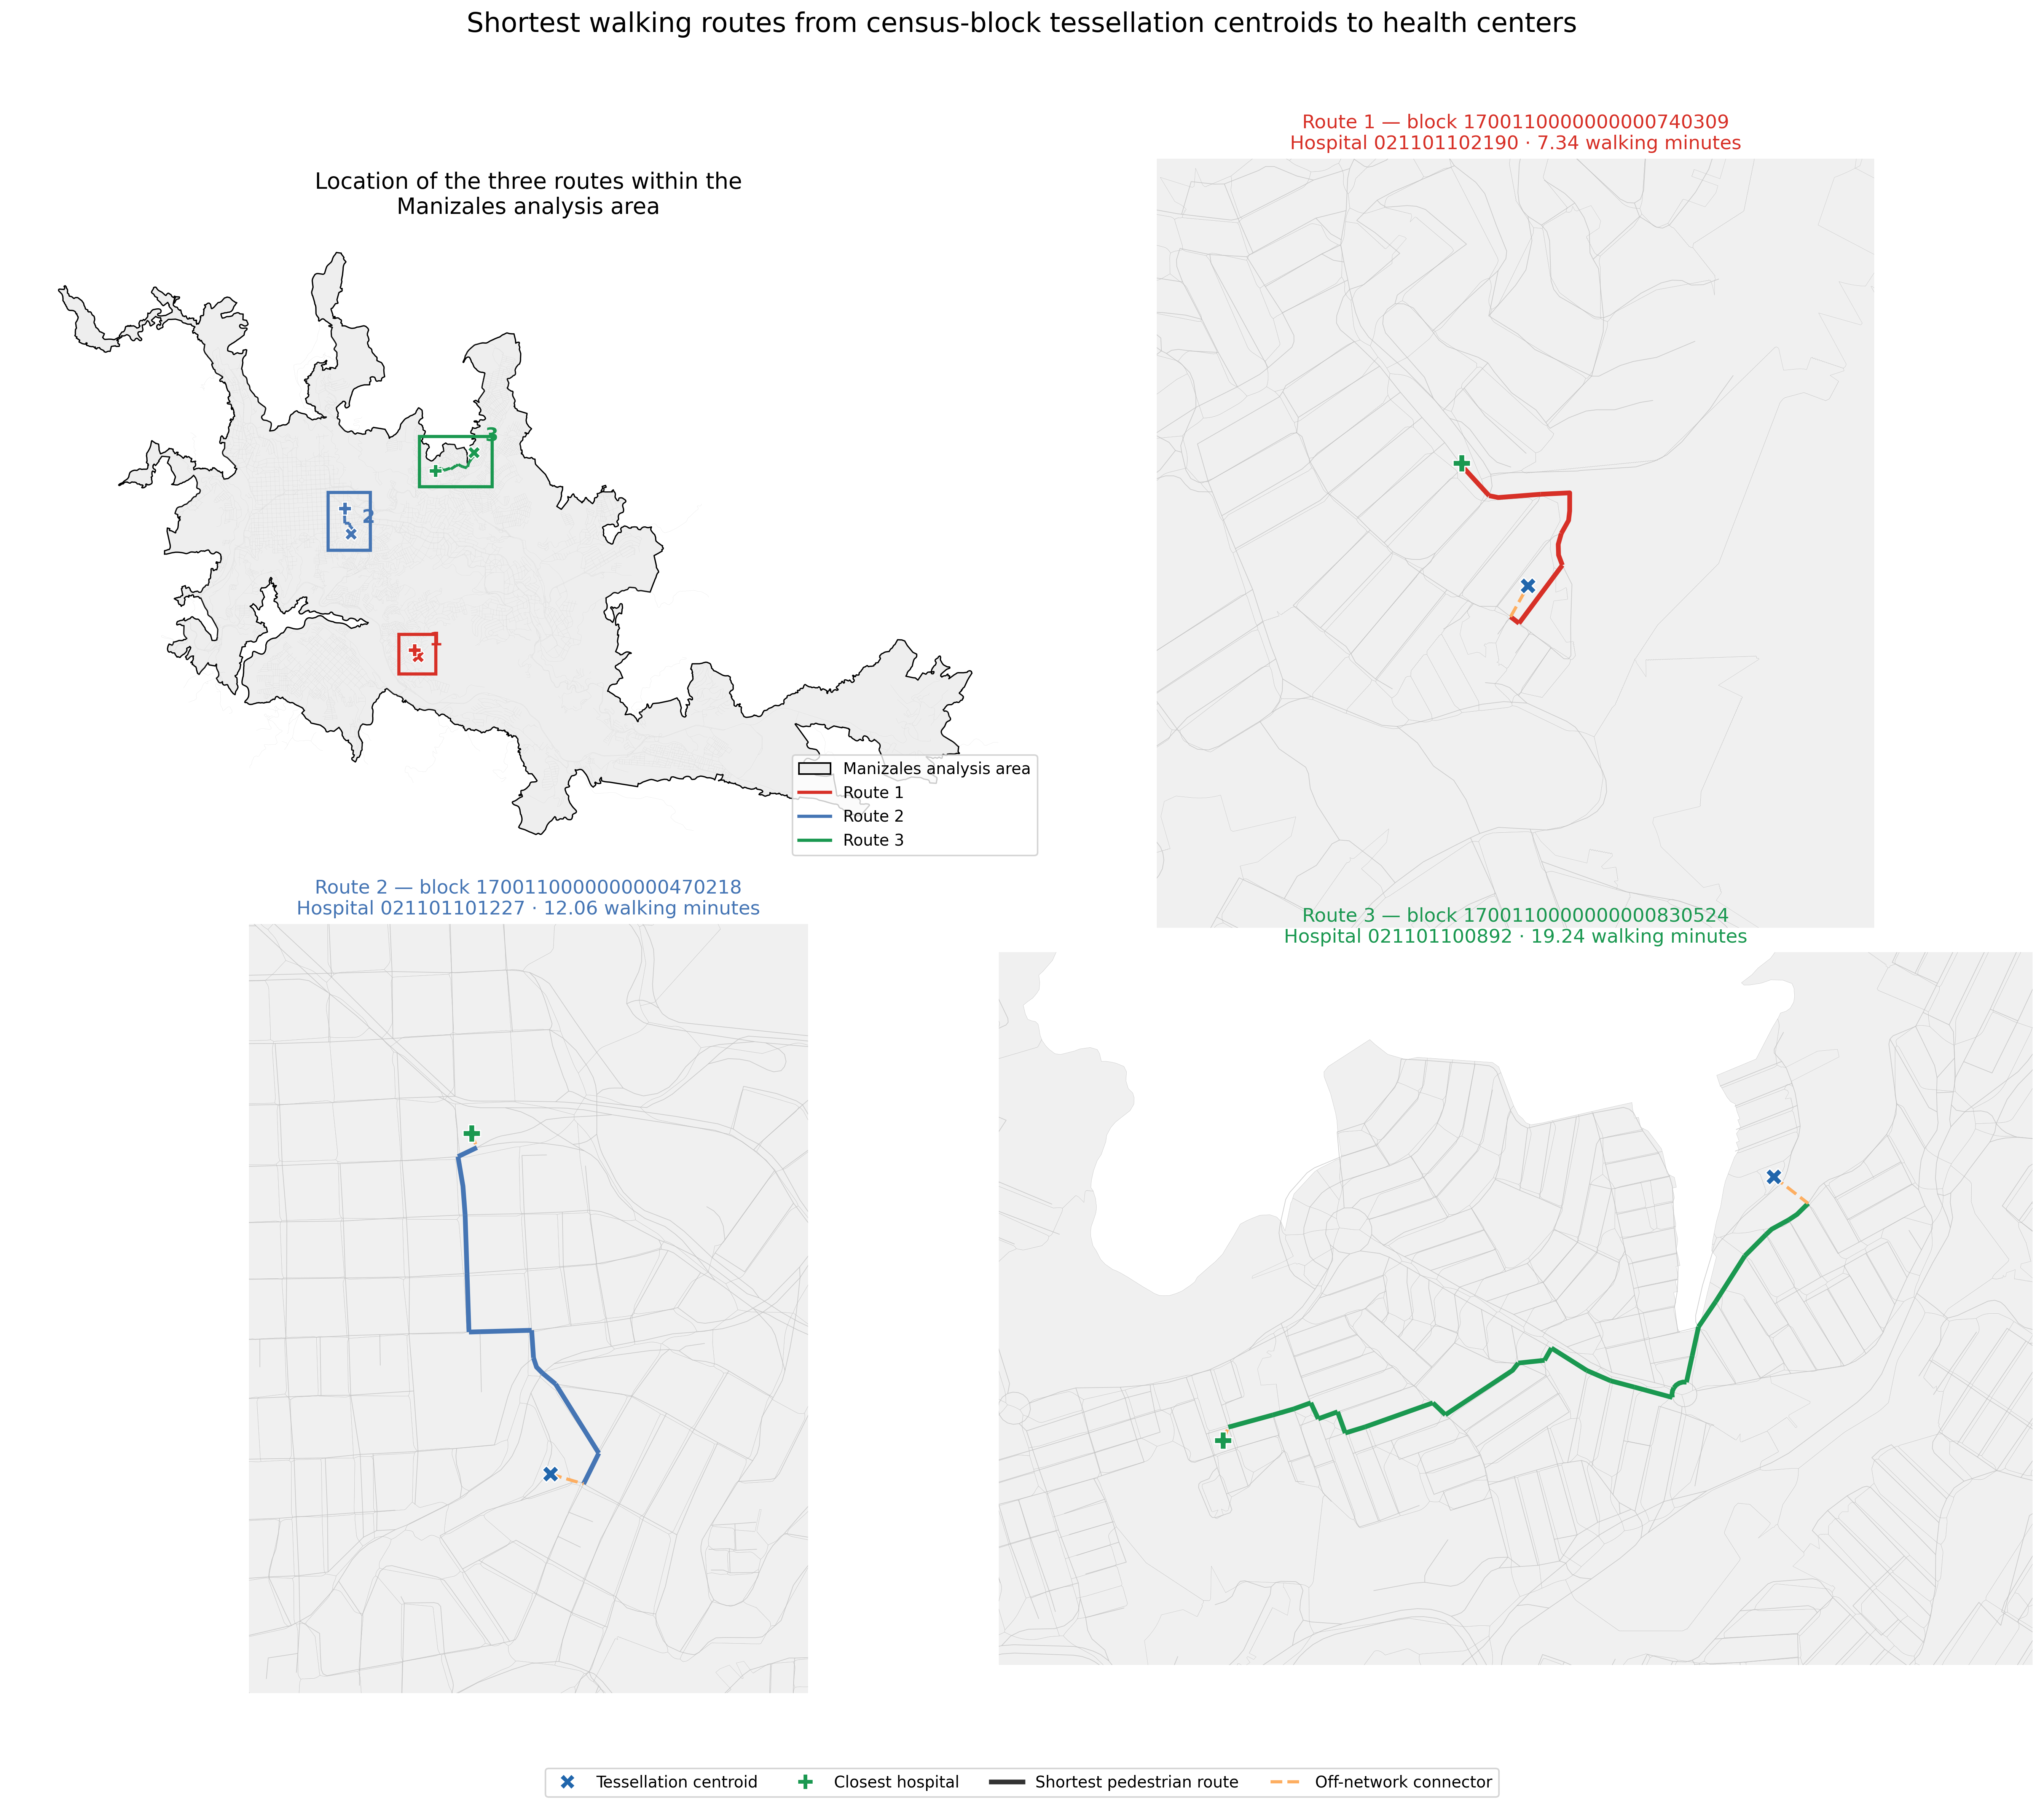 Shortest walking routes from census-block tessellation centroids to health centers
Location of the three routes within the
Manizales analysis area
3
2
1
Manizales analysis area
Route 1
Route 2
Route 3
Route 1 — block 1700110000000000740309
Hospital 021101102190 · 7.34 walking minutes
Route 2 — block 1700110000000000470218
Hospital 021101101227 · 12.06 walking minutes
Route 3 — block 1700110000000000830524
Hospital 021101100892 · 19.24 walking minutes
Tessellation centroid
Closest hospital
Shortest pedestrian route
Off-network connector